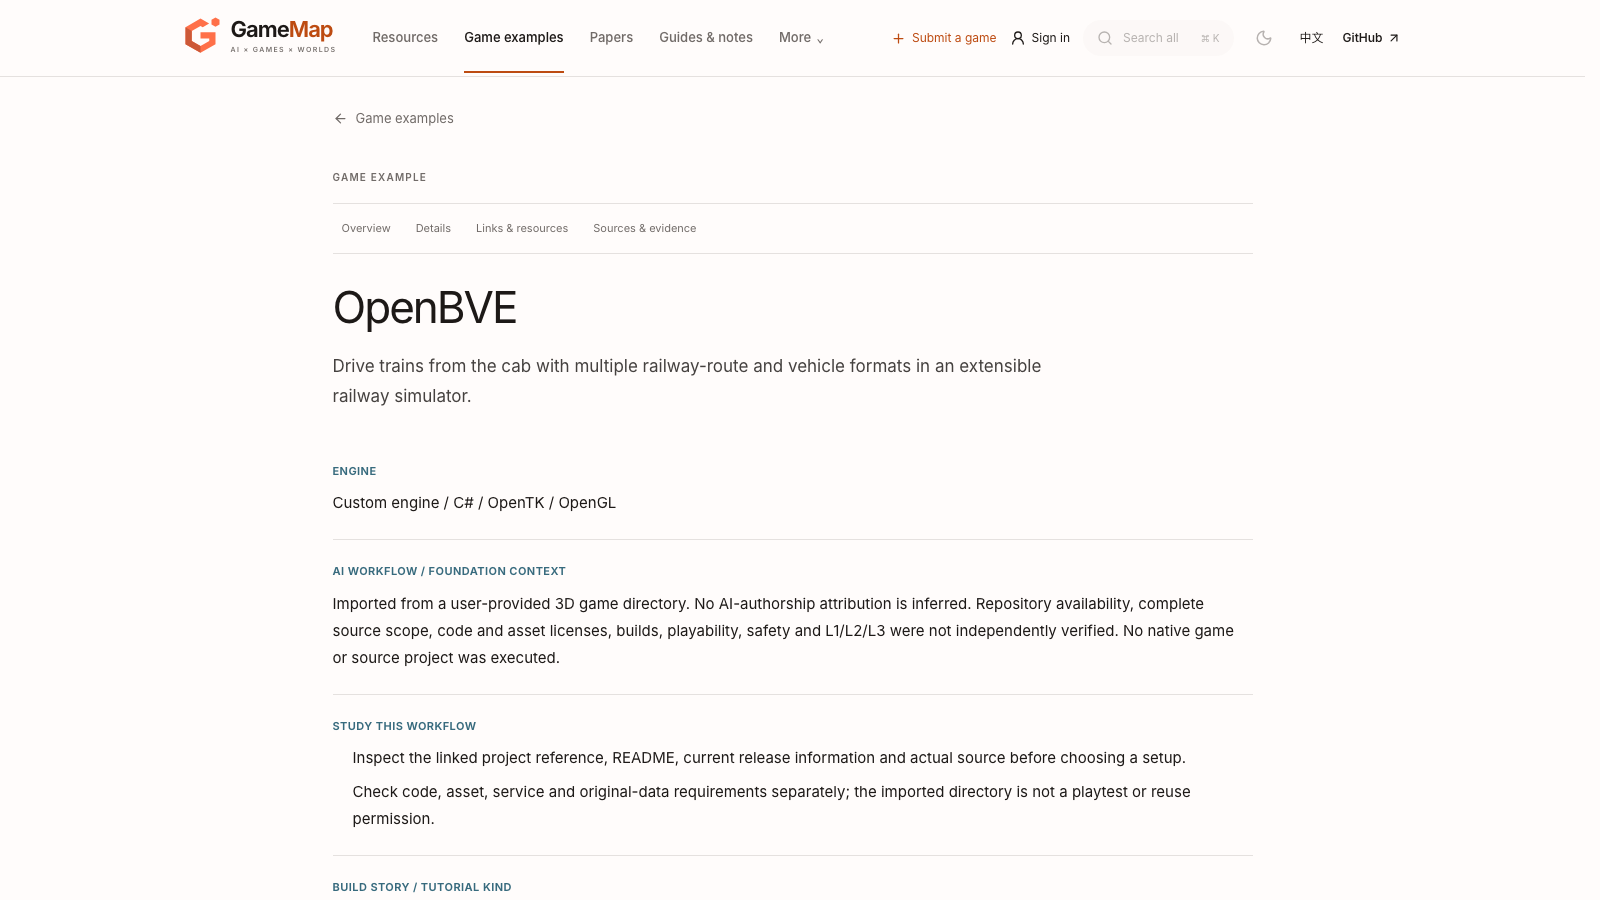 GameMap
AI × GAMES × WORLDS
Resources
Game examples
Papers
Guides & notes
More
Submit a game
Sign in
Search all
⌘ K
中文
GitHub
Game examples
GAME EXAMPLE
Overview
Details
Links & resources
Sources & evidence
OpenBVE
Drive trains from the cab with multiple railway-route and vehicle formats in an extensible
railway simulator.
ENGINE
Custom engine / C# / OpenTK / OpenGL
AI WORKFLOW / FOUNDATION CONTEXT
Imported from a user-provided 3D game directory. No AI-authorship attribution is inferred. Repository availability, complete
source scope, code and asset licenses, builds, playability, safety and L1/L2/L3 were not independently verified. No native game
or source project was executed.
STUDY THIS WORKFLOW
Inspect the linked project reference, README, current release information and actual source before choosing a setup.
Check code, asset, service and original-data requirements separately; the imported directory is not a playtest or reuse
permission.
BUILD STORY / TUTORIAL KIND